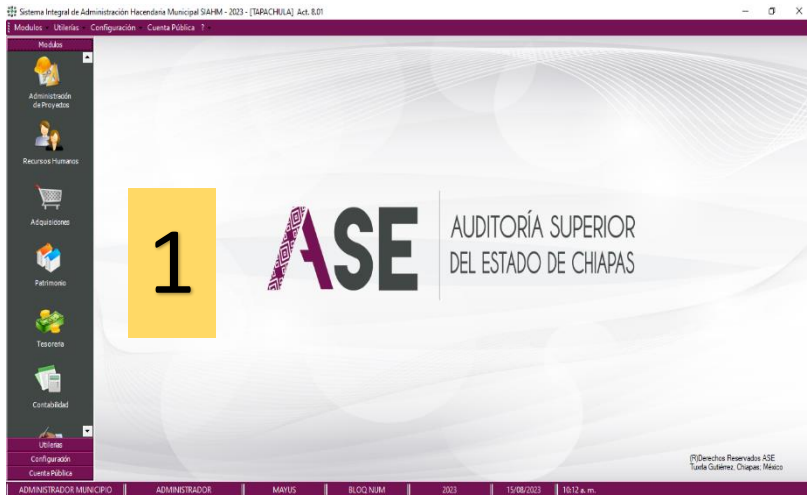 Sistema Integral de Administración Hacendaria Municipal SIAHM - 2023 - [TAPACHULA] Act. 8.01
Modulos Utilerías Configuración Cuenta Pública ?
Modulos
Administración
de Proyectos
Recursos Humanos
Adquisiciones
Patrimonio
Tesoreria
Contabilidad
Utilerias
Configuración
Cuenta Pública
1
ASE
AUDITORÍA SUPERIOR
DEL ESTADO DE CHIAPAS
(R)Derechos Reservados ASE
Tuxtla Gutiérrez, Chiapas; México
ADMINISTRADOR MUNICIPIO ADMINISTRADOR MAYUS BLOQ NUM 2023 15/08/2023 10:12 a. m.